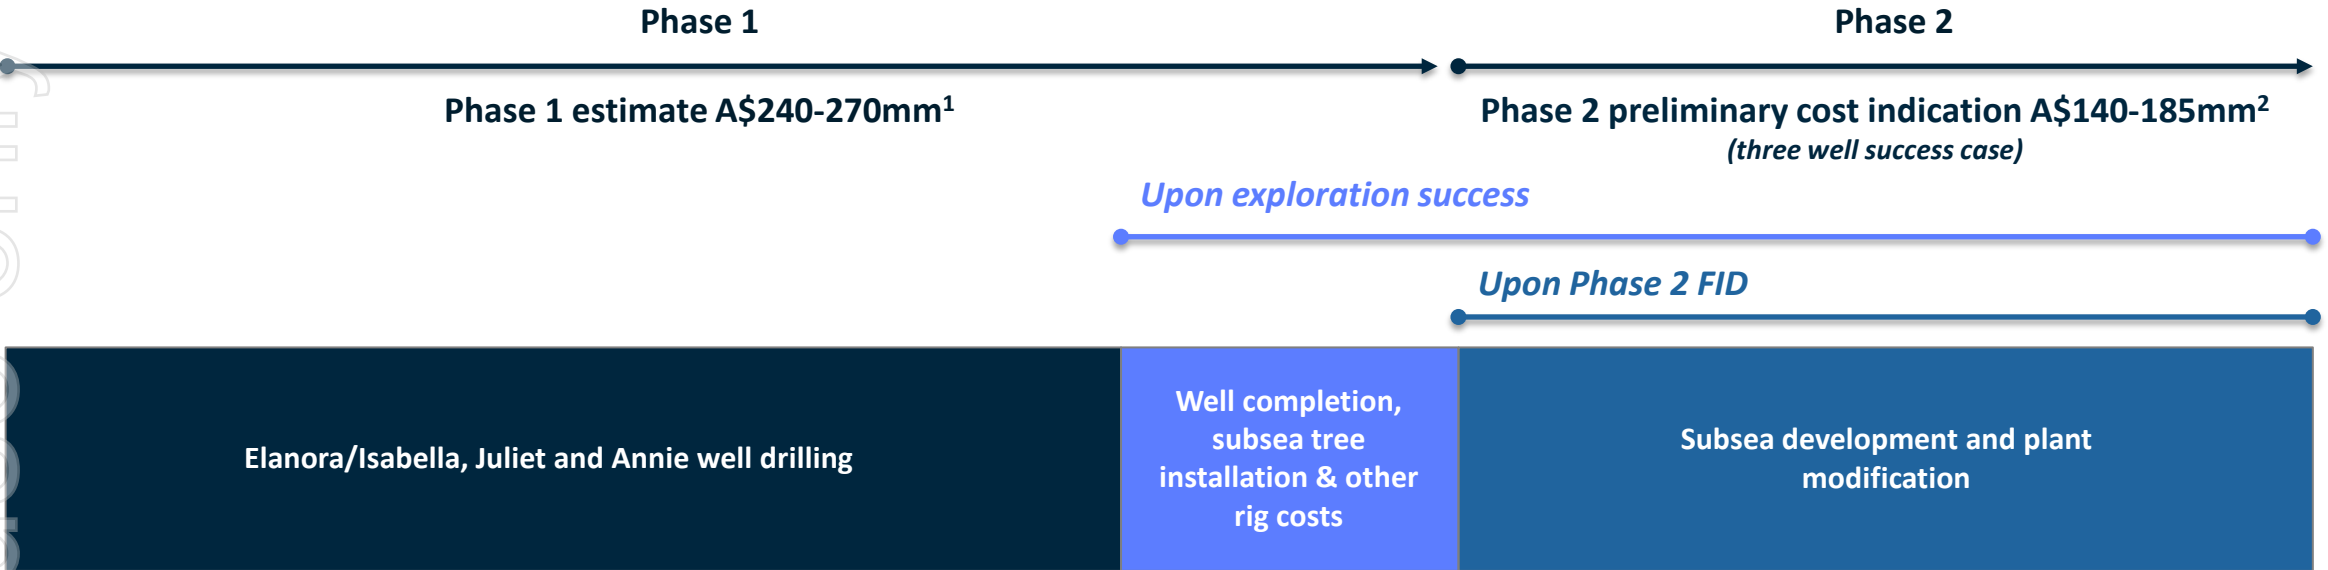 Phase 1
Phase 2
Phase 1 estimate A$240-270mm¹
Phase 2 preliminary cost indication A$140-185mm²
(three well success case)
Upon exploration success
Upon Phase 2 FID
Elanora/Isabella, Juliet and Annie well drilling
Well completion,
subsea tree
installation & other
rig costs
Subsea development and plant
modification